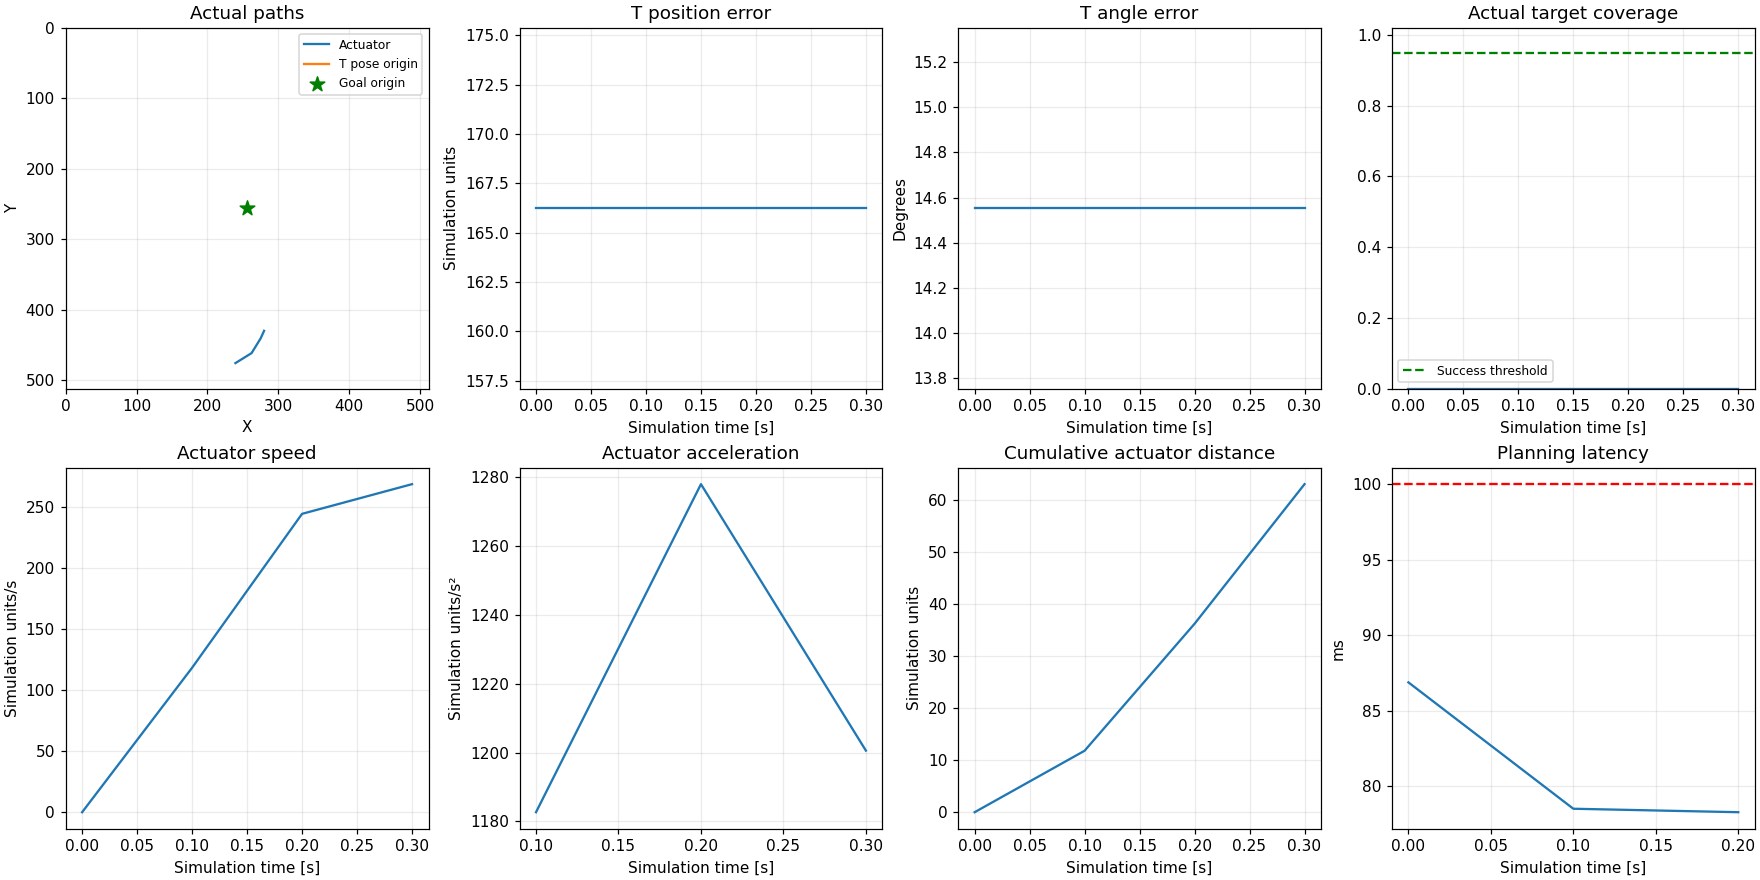 Actual paths
T position error
T angle error
Actual target coverage
0
100
200
300
400
500
Y
Actuator
T pose origin
Goal origin
0 100 200 300 400 500
X
175.0
172.5
170.0
167.5
165.0
162.5
160.0
157.5
Simulation units
0.00 0.05 0.10 0.15 0.20 0.25 0.30
Simulation time [s]
15.2
15.0
14.8
14.6
14.4
14.2
14.0
13.8
Degrees
0.00 0.05 0.10 0.15 0.20 0.25 0.30
Simulation time [s]
1.0
0.8
0.6
0.4
0.2
0.0
Success threshold
0.00 0.05 0.10 0.15 0.20 0.25 0.30
Simulation time [s]
Actuator speed
Actuator acceleration
Cumulative actuator distance
Planning latency
250
200
150
100
50
0
Simulation units/s
0.00 0.05 0.10 0.15 0.20 0.25 0.30
Simulation time [s]
1280
1260
1240
1220
1200
1180
Simulation units/s²
0.10 0.15 0.20 0.25 0.30
Simulation time [s]
60
50
40
30
20
10
0
Simulation units
0.00 0.05 0.10 0.15 0.20 0.25 0.30
Simulation time [s]
100
95
90
85
80
ms
0.00 0.05 0.10 0.15 0.20
Simulation time [s]